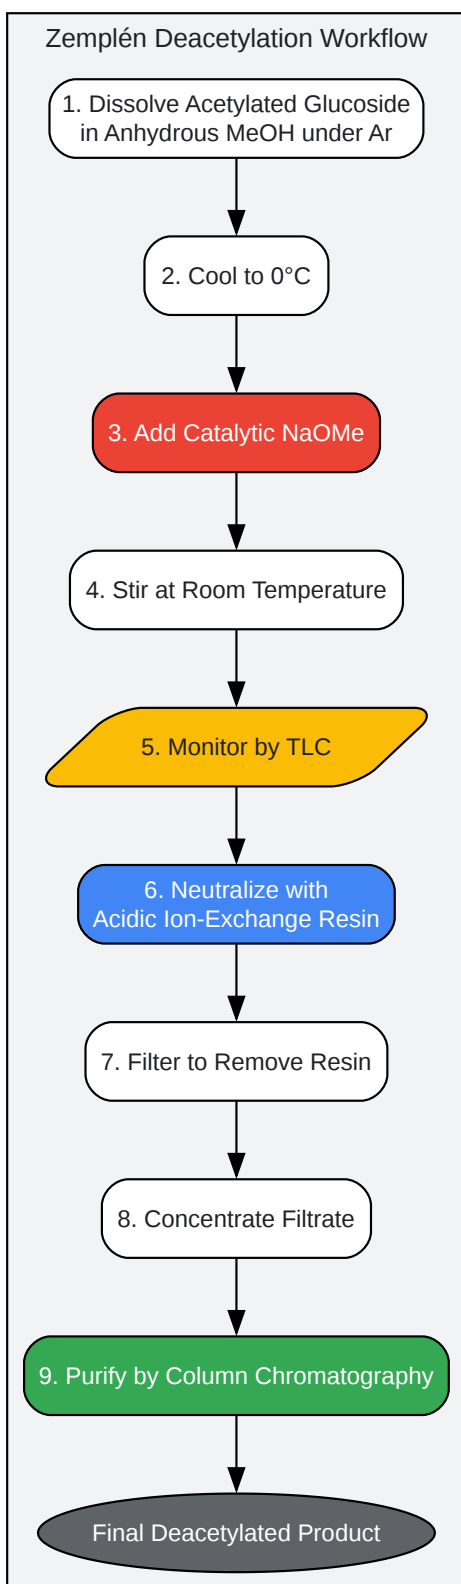 Zemplén Deacetylation Workflow
1. Dissolve Acetylated Glucoside
in Anhydrous MeOH under Ar
2. Cool to 0°C
3. Add Catalytic NaOMe
4. Stir at Room Temperature
5. Monitor by TLC
6. Neutralize with
Acidic Ion-Exchange Resin
7. Filter to Remove Resin
8. Concentrate Filtrate
9. Purify by Column Chromatography
Final Deacetylated Product